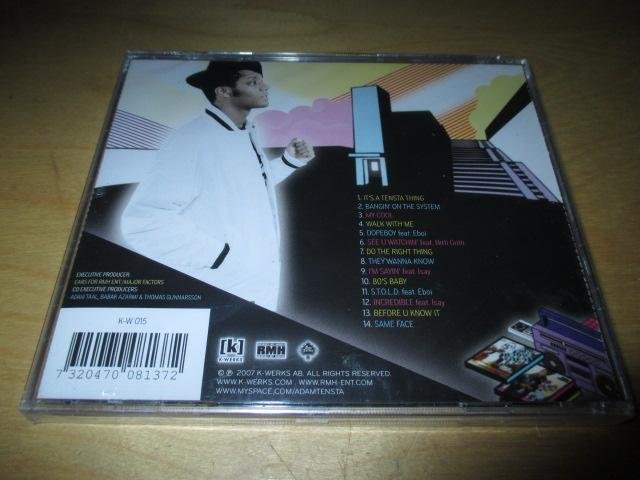 1. IT'S A TENSTA THING
2. BANGIN' ON THE SYSTEM
3. MY COOL
4. WALK WITH ME
5. DOPEBOY feat. Eboi
6. SEE U WATCHIN' feat.
7. DO THE RIGHT THING
8. THEY WANNA KNOW
9. I'M SAYIN' feat. Isay
10. 80'S BABY
11. S.T.O.L.D. feat. Eboi
12. INCREDIBLE feat. Isay
13. BEFORE U KNOW IT
14. SAME FACE
EXECUTIVE PRODUCER:
EARS FOR RMH ENT./MAJOR FACTORS
CO EXECUTIVE PRODUCERS:
ADAM TAAL, BABAK AZARMI & THOMAS GUNNARSSON
K-W 015
7 320470 081372
[k]
K-WERKS
RMH
© ℗ 2007 K-WERKS AB. ALL RIGHTS RESERVED.
WWW.K-WERKS.COM WWW.RMH-ENT.COM
WWW.MYSPACE.COM/ADAMTENSTA